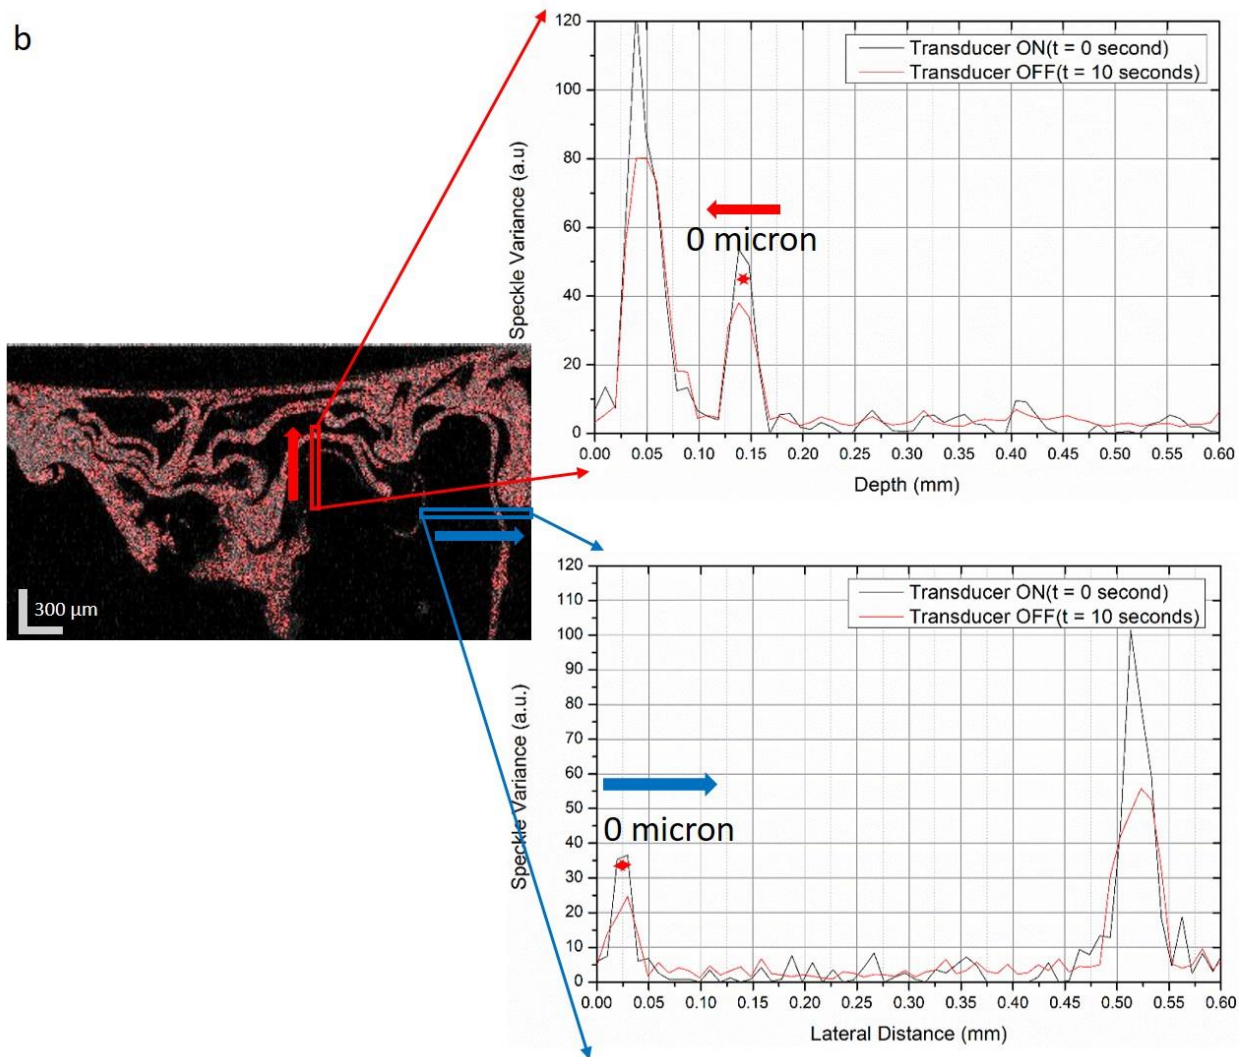 b
120
100
80
60
40
20
0
Speckle Variance (a.u)
Transducer ON(t = 0 second)
Transducer OFF(t = 10 seconds)
0 micron
0.00 0.05 0.10 0.15 0.20 0.25 0.30 0.35 0.40 0.45 0.50 0.55 0.60
Depth (mm)
300 µm
120
110
100
90
80
70
60
50
40
30
20
10
0
Speckle Variance (a.u.)
Transducer ON(t = 0 second)
Transducer OFF(t = 10 seconds)
0 micron
0.00 0.05 0.10 0.15 0.20 0.25 0.30 0.35 0.40 0.45 0.50 0.55 0.60
Lateral Distance (mm)